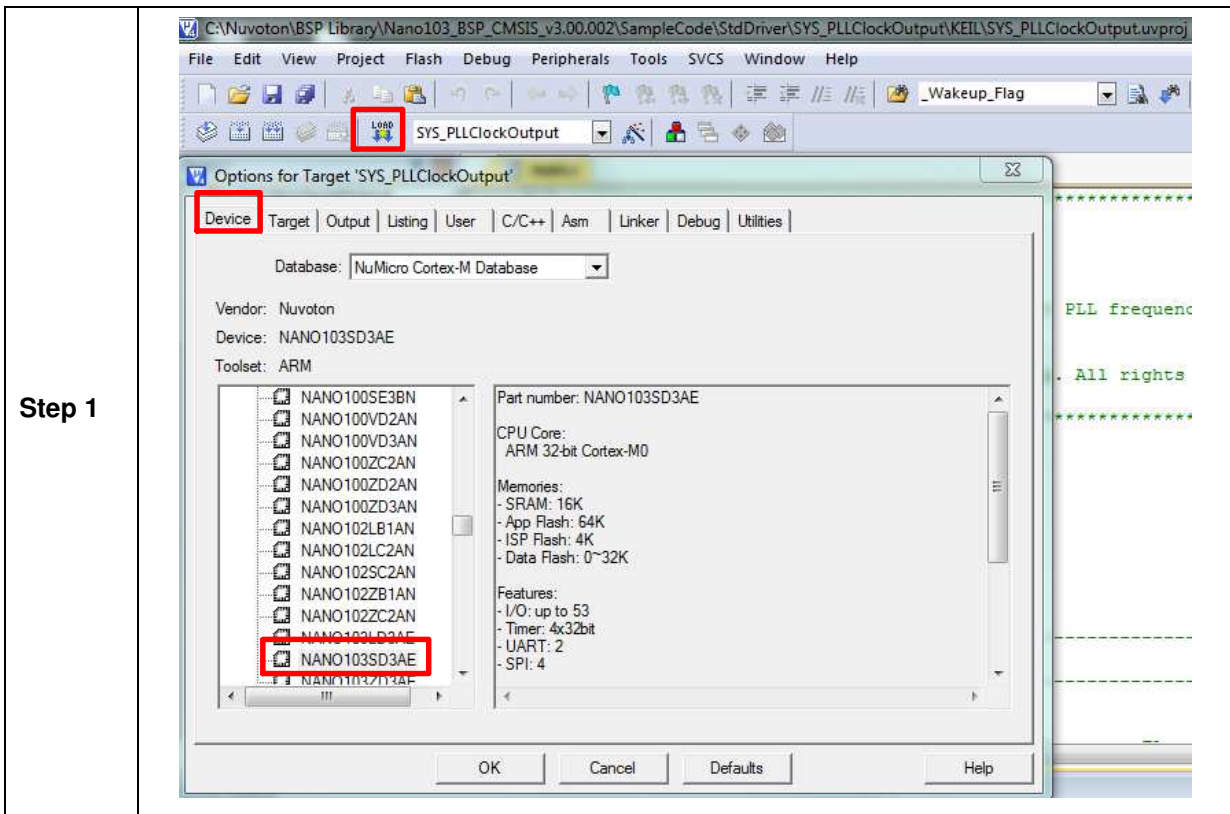 Step 1
C:\Nuvoton\BSP Library\Nano103_BSP_CMSIS_v3.00.002\SampleCode\StdDriver\SYS_PLLClockOutput\KEIL\SYS_PLLClockOutput.uvproj
File Edit View Project Flash Debug Peripherals Tools SVCS Window Help
_Wakeup_Flag
LOAD
SYS_PLLClockOutput
Options for Target 'SYS_PLLClockOutput'
Device Target Output Listing User C/C++ Asm Linker Debug Utilities
Database: NuMicro Cortex-M Database
Vendor: Nuvoton
Device: NANO103SD3AE
Toolset: ARM
NANO100SE3BN
NANO100VD2AN
NANO100VD3AN
NANO100ZC2AN
NANO100ZD2AN
NANO100ZD3AN
NANO102LB1AN
NANO102LC2AN
NANO102SC2AN
NANO102ZB1AN
NANO102ZC2AN
NANO103LD3AE
NANO103SD3AE
NANO103ZD3AE
Part number: NANO103SD3AE
CPU Core:
ARM 32-bit Cortex-M0
Memories:
- SRAM: 16K
- App Flash: 64K
- ISP Flash: 4K
- Data Flash: 0~32K
Features:
- I/O: up to 53
- Timer: 4x32bit
- UART: 2
- SPI: 4
OK Cancel Defaults Help
*************
PLL frequenc
. All rights
*************
-------------
-------------